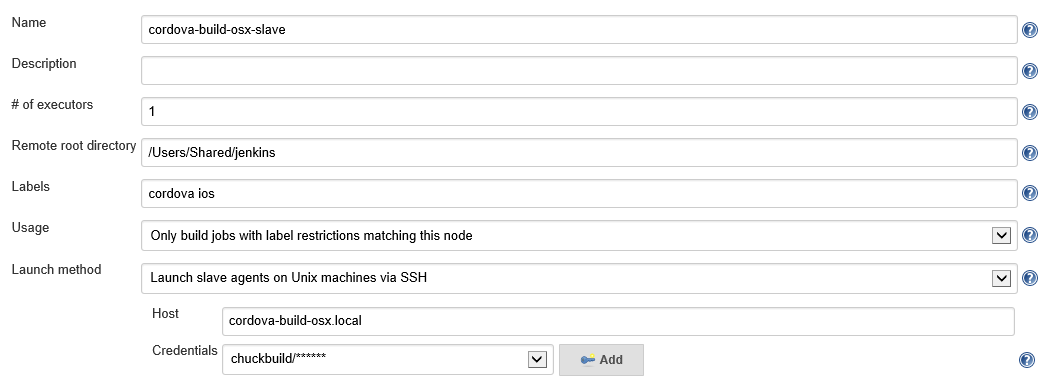 Name cordova-build-osx-slave
Description
# of executors 1
Remote root directory /Users/Shared/jenkins
Labels cordova ios
Usage Only build jobs with label restrictions matching this node
Launch method Launch slave agents on Unix machines via SSH
Host cordova-build-osx.local
Credentials chuckbuild/****** Add